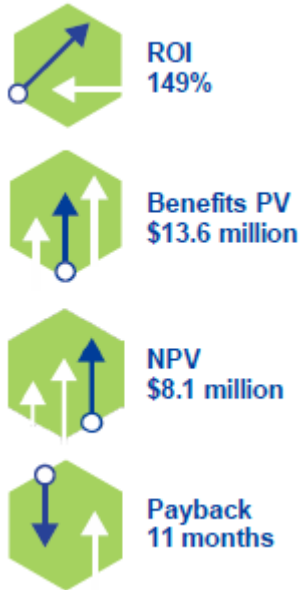 ROI
149%
Benefits PV
$13.6 million
NPV
$8.1 million
Payback
11 months